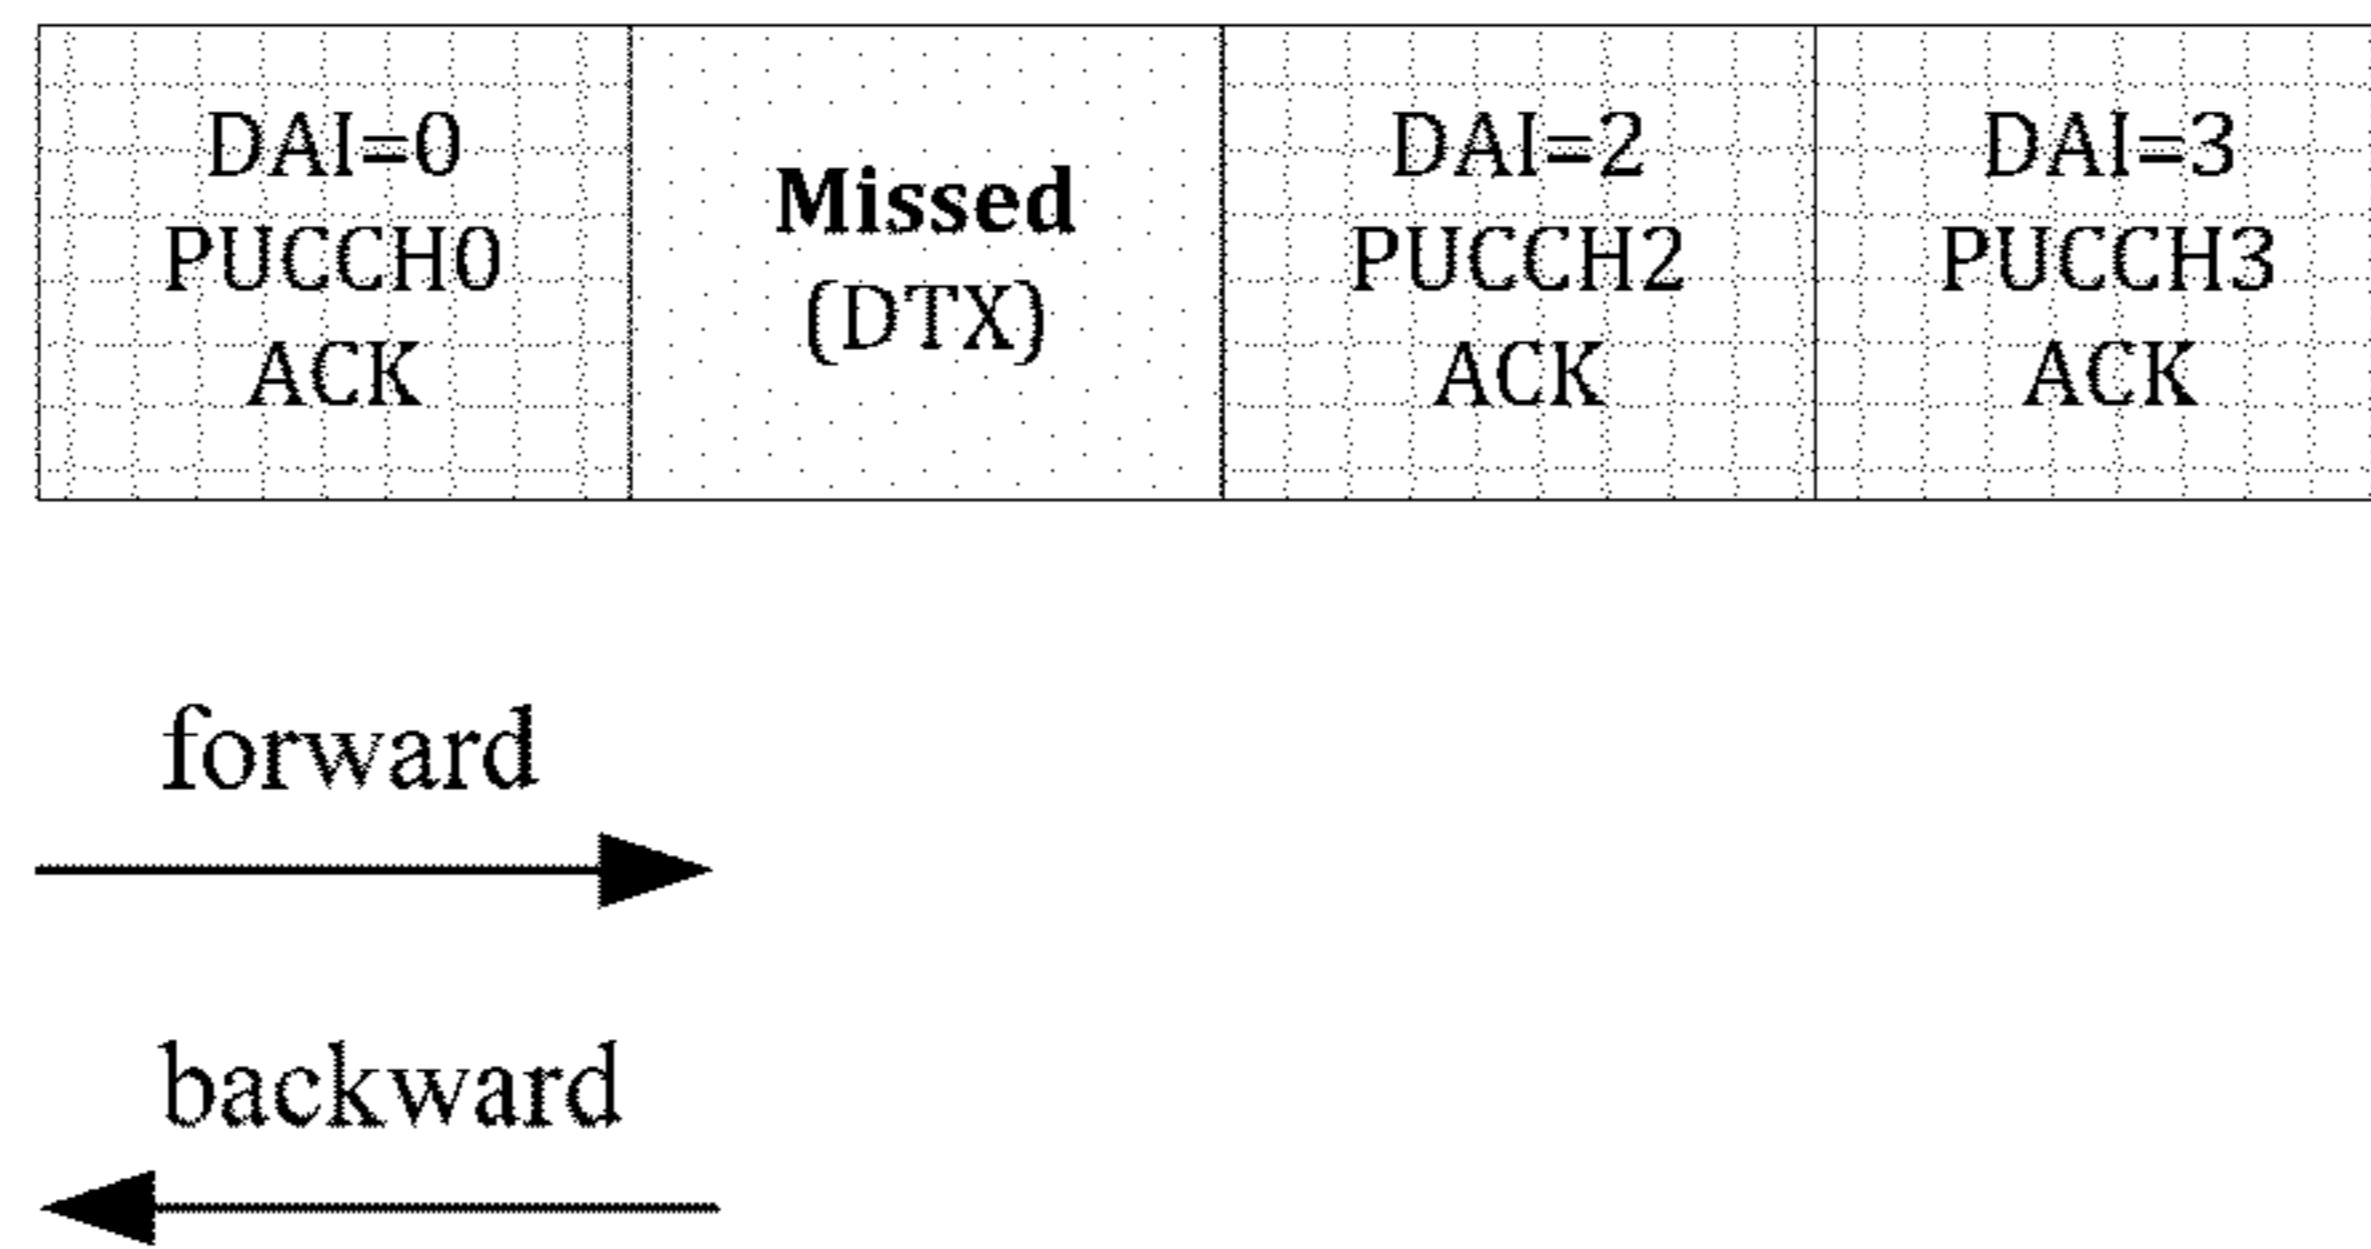 DAI=0
PUCCH0
ACK
Missed
(DTX)
DAI=2
PUCCH2
ACK
DAI=3
PUCCH3
ACK
forward
backward